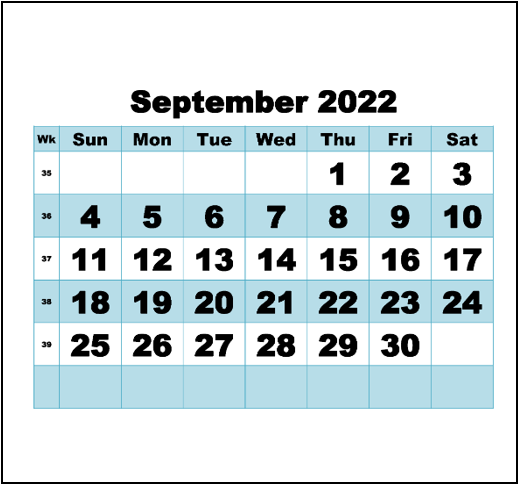 September 2022
Wk Sun Mon Tue Wed Thu Fri Sat
35 1 2 3
36 4 5 6 7 8 9 10
37 11 12 13 14 15 16 17
38 18 19 20 21 22 23 24
39 25 26 27 28 29 30